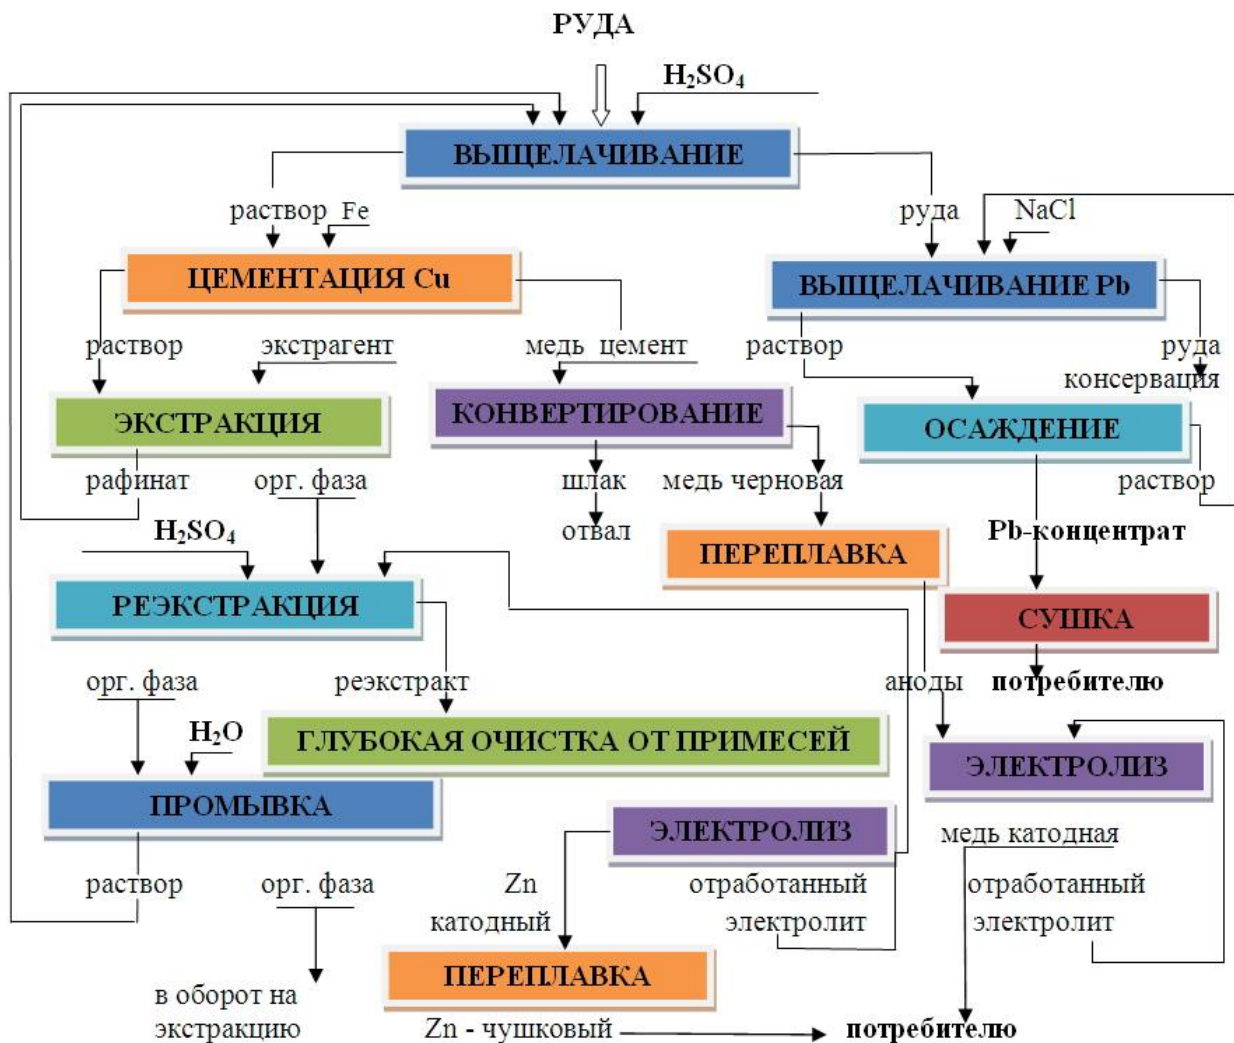 РУДА
H₂SO₄
ВЫЩЕЛАЧИВАНИЕ
раствор Fe
руда
NaCl
ЦЕМЕНТАЦИЯ Cu
ВЫЩЕЛАЧИВАНИЕ Pb
раствор
экстрагент
медь цемент
раствор
руда
консервация
ЭКСТРАКЦИЯ
КОНВЕРТИРОВАНИЕ
ОСАЖДЕНИЕ
рафинат
орг. фаза
шлак
медь черновая
раствор
H₂SO₄
отвал
Pb-концентрат
ПЕРЕПЛАВКА
РЕЭКСТРАКЦИЯ
СУШКА
орг. фаза
реэкстракт
аноды
потребителю
H₂O
ГЛУБОКАЯ ОЧИСТКА ОТ ПРИМЕСЕЙ
ЭЛЕКТРОЛИЗ
ПРОМЫВКА
ЭЛЕКТРОЛИЗ
медь катодная
раствор
орг. фаза
Zn
катодный
отработанный
электролит
отработанный
электролит
ПЕРЕПЛАВКА
в оборот на
экстракцию
Zn - чушковый
потребителю